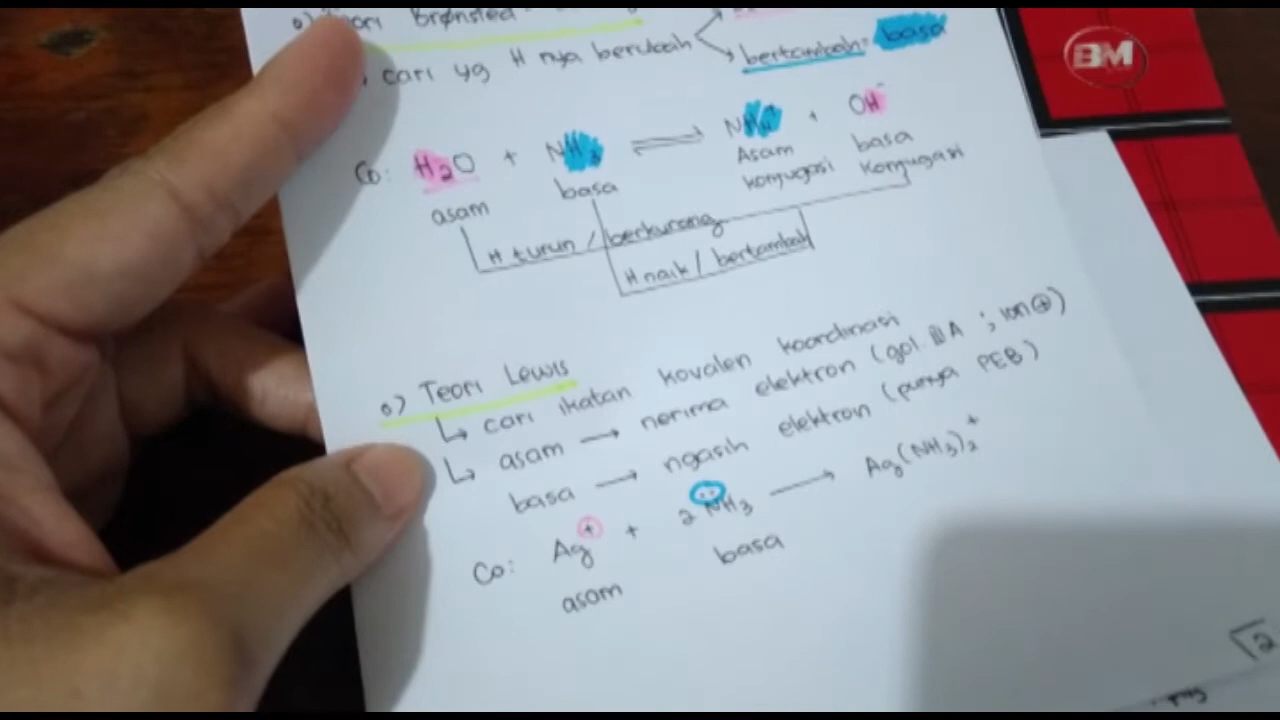 o) Teori Brønsted
cari yg H nya berubah
bertambah = basa
BM
Co: H2O + NH3 ⇌ NH4+ + OH-
asam basa Asam konjugasi basa konjugasi
H turun / berkurang
H naik / bertambah
o) Teori Lewis
↳ cari ikatan kovalen koordinasi
↳ asam → nerima elektron (gol. A ; ion ⊕)
basa → ngasih elektron (punya PEB)
Co: Ag+ + 2 NH3 → Ag(NH3)2+
asam basa
2